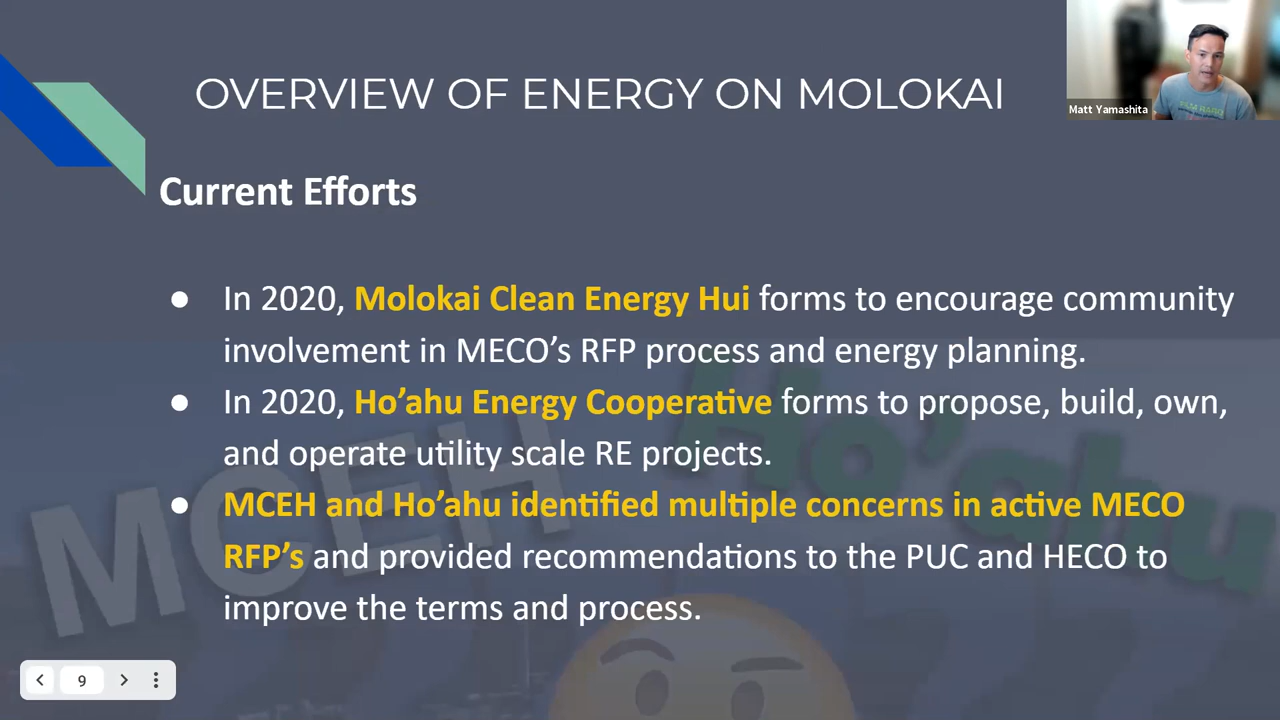 OVERVIEW OF ENERGY ON MOLOKAI
Matt Yamashita
Current Efforts
● In 2020, Molokai Clean Energy Hui forms to encourage community
involvement in MECO’s RFP process and energy planning.
● In 2020, Ho’ahu Energy Cooperative forms to propose, build, own,
and operate utility scale RE projects.
● MCEH and Ho’ahu identified multiple concerns in active MECO
RFP’s and provided recommendations to the PUC and HECO to
improve the terms and process.
MCEH
Ho’ahu
9